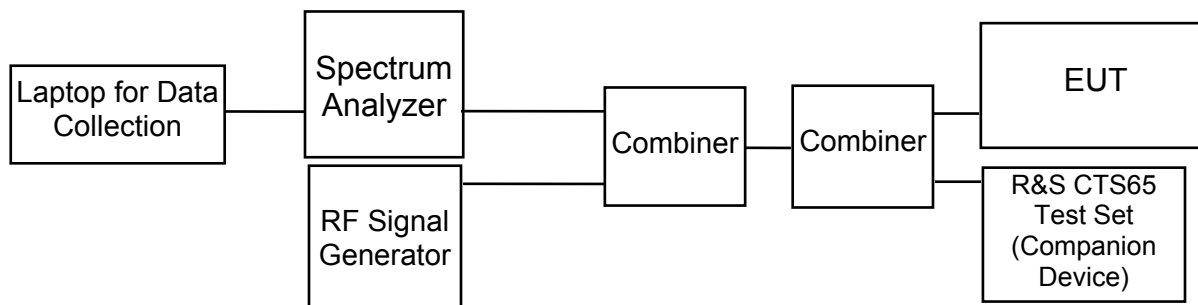 Laptop for Data
Collection
Spectrum
Analyzer
RF Signal
Generator
Combiner
Combiner
EUT
R&S CTS65
Test Set
(Companion
Device)